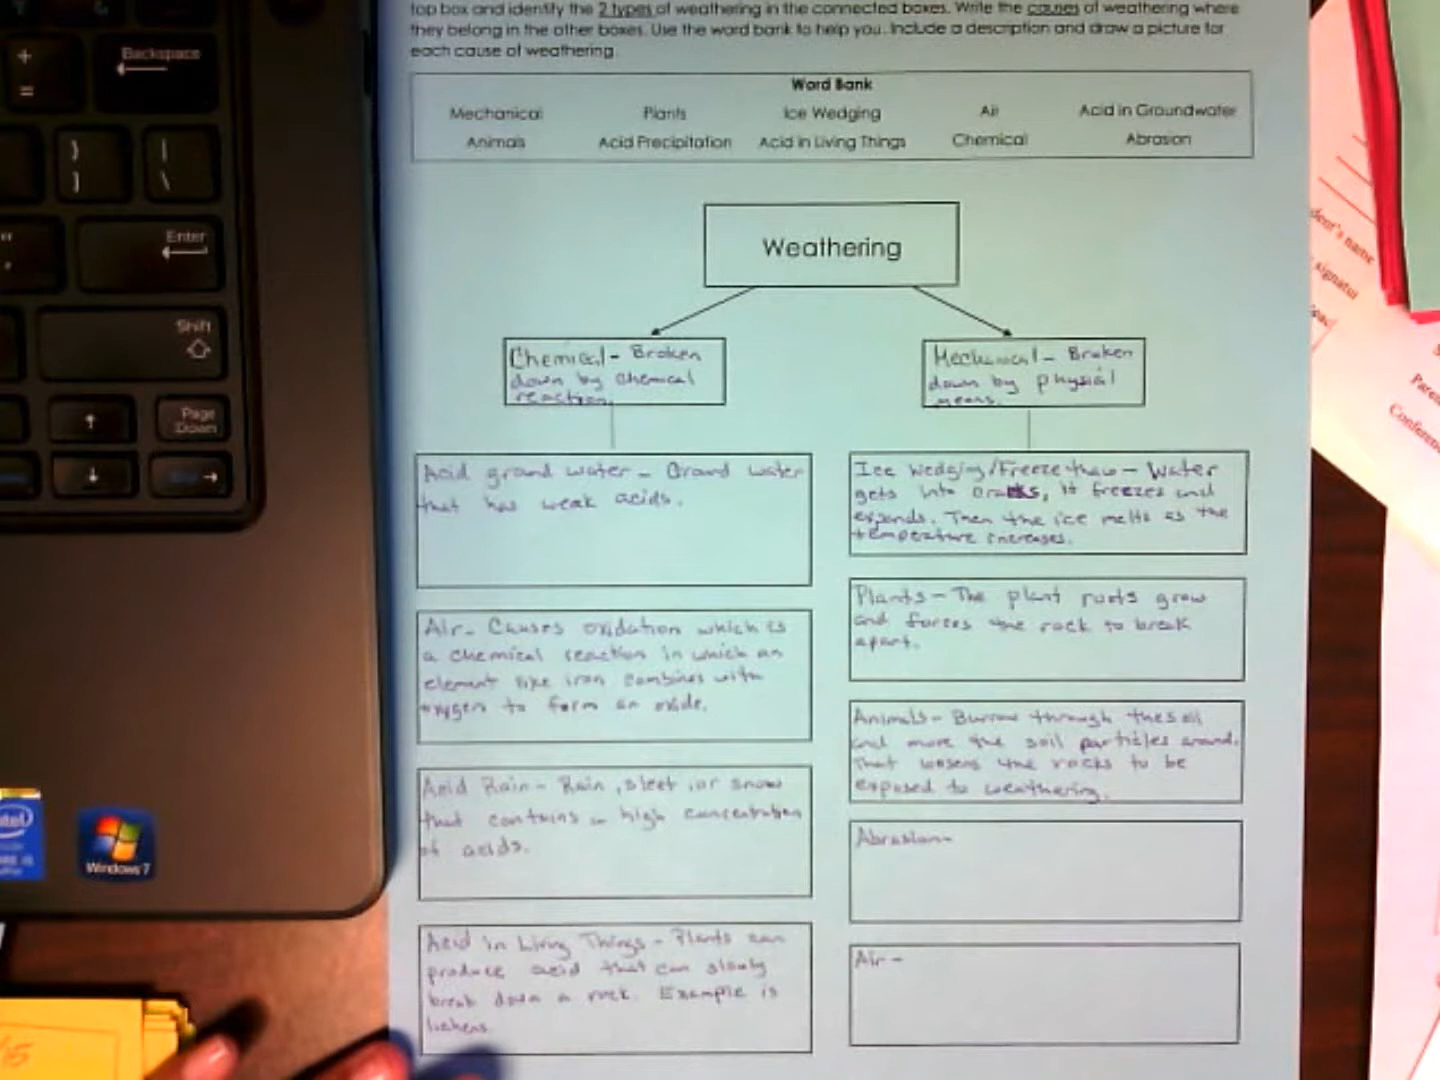 top box and identify the 2 types of weathering in the connected boxes. Write the causes of weathering where
they belong in the other boxes. Use the word bank to help you. Include a description and draw a picture for
each cause of weathering.
Word Bank
Mechanical Plants Ice Wedging Air Acid in Groundwater
Animals Acid Precipitation Acid in Living Things Chemical Abrasion
Weathering
Chemical - Broken
down by chemical
reaction.
Mechanical - Broken
down by physical
means.
Acid ground water - Ground water
that has weak acids.
Air - Causes oxidation which is
a chemical reaction in which an
element like iron combines with
oxygen to form an oxide.
Acid Rain - Rain, sleet, or snow
that contains a high concentration
of acids.
Acid in Living Things - Plants can
produce acid that can slowly
break down a rock. Example is
lichens.
Ice Wedging/Freeze thaw - Water
gets into cracks, it freezes and
expands. Then the ice melts as the
temperature increases.
Plants - The plant roots grow
and forces the rock to break
apart.
Animals - Burrow through the soil
and move the soil particles around.
That loosens the rocks to be
exposed to weathering.
Abrasion -
Air -
+
=
Backspace
}
]
|
\
Enter
Shift
Page
Down
intel
Windows 7
/15
dent's name
signatu
Paren
Conferenc